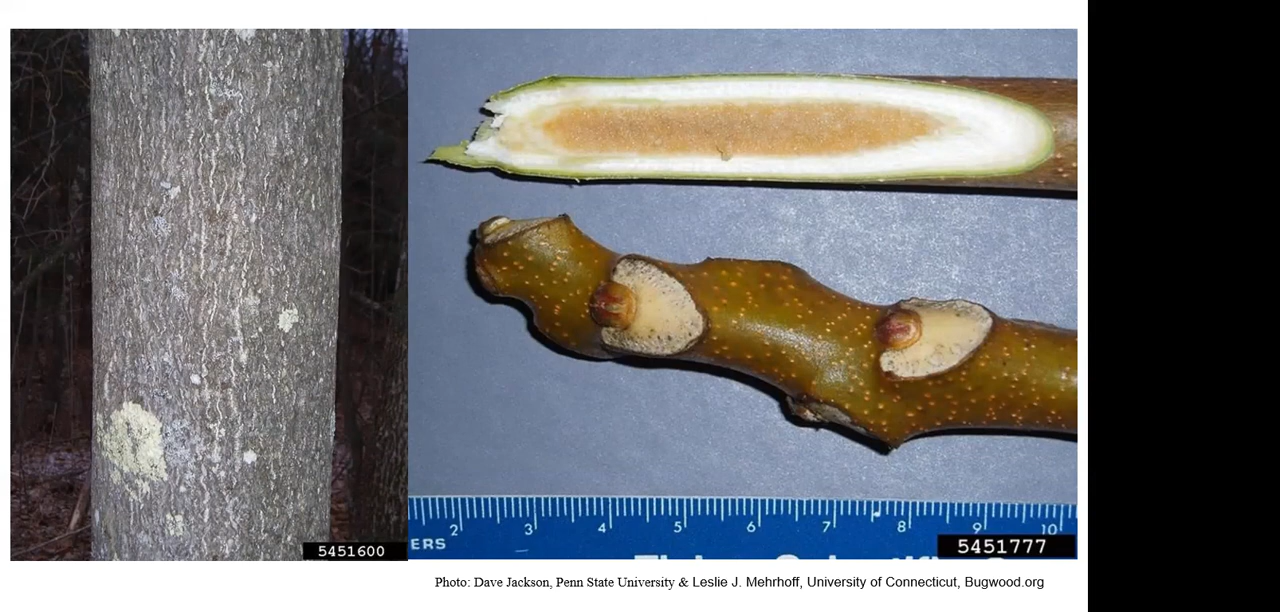 5451600
ERS
2 3 4 5 6 7 8 9 10
5451777
Photo: Dave Jackson, Penn State University & Leslie J. Mehrhoff, University of Connecticut, Bugwood.org